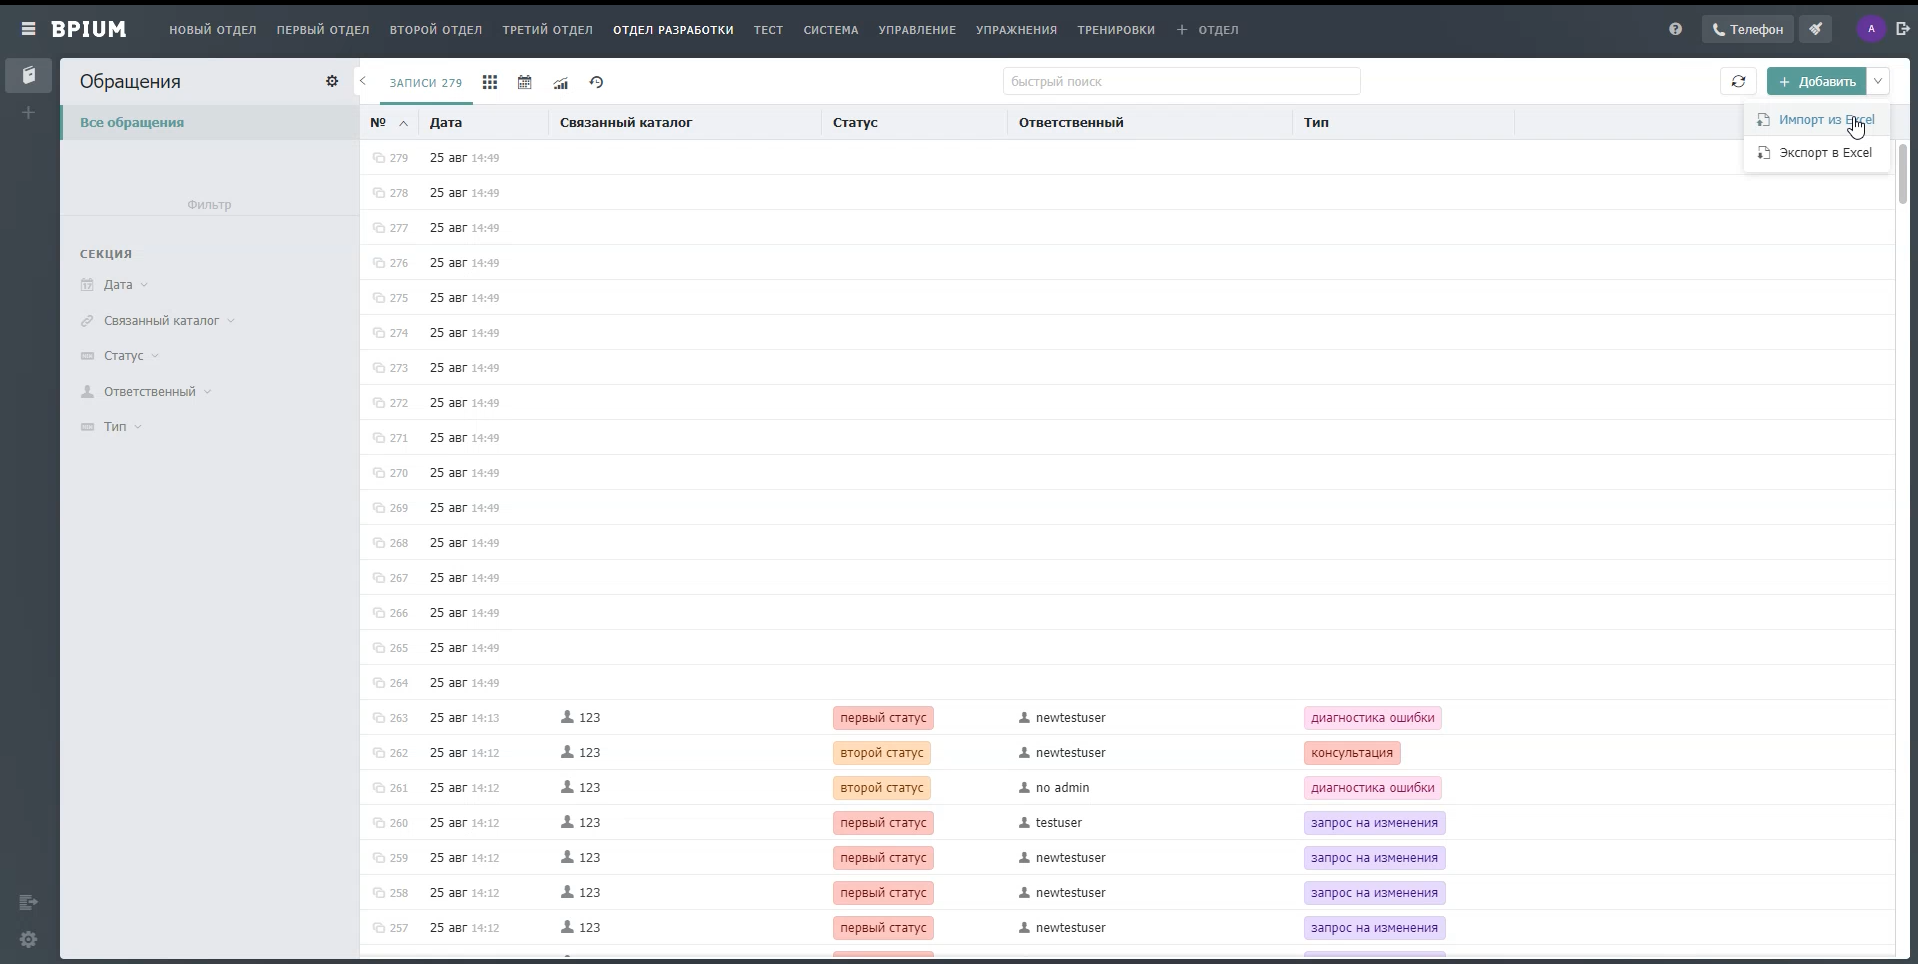 BPIUM НОВЫЙ ОТДЕЛ ПЕРВЫЙ ОТДЕЛ ВТОРОЙ ОТДЕЛ ТРЕТИЙ ОТДЕЛ ОТДЕЛ РАЗРАБОТКИ ТЕСТ СИСТЕМА УПРАВЛЕНИЕ УПРАЖНЕНИЯ ТРЕНИРОВКИ + ОТДЕЛ ? Телефон А
Обращения
Все обращения
Фильтр
СЕКЦИЯ
17 Дата
Связанный каталог
Статус
Ответственный
Тип
ЗАПИСИ 279 быстрый поиск + Добавить
Импорт из Excel
Экспорт в Excel
№ Дата Связанный каталог Статус Ответственный Тип
279 25 авг 14:49
278 25 авг 14:49
277 25 авг 14:49
276 25 авг 14:49
275 25 авг 14:49
274 25 авг 14:49
273 25 авг 14:49
272 25 авг 14:49
271 25 авг 14:49
270 25 авг 14:49
269 25 авг 14:49
268 25 авг 14:49
267 25 авг 14:49
266 25 авг 14:49
265 25 авг 14:49
264 25 авг 14:49
263 25 авг 14:13 123 первый статус newtestuser диагностика ошибки
262 25 авг 14:12 123 второй статус newtestuser консультация
261 25 авг 14:12 123 второй статус no admin диагностика ошибки
260 25 авг 14:12 123 первый статус testuser запрос на изменения
259 25 авг 14:12 123 первый статус newtestuser запрос на изменения
258 25 авг 14:12 123 первый статус newtestuser запрос на изменения
257 25 авг 14:12 123 первый статус newtestuser запрос на изменения